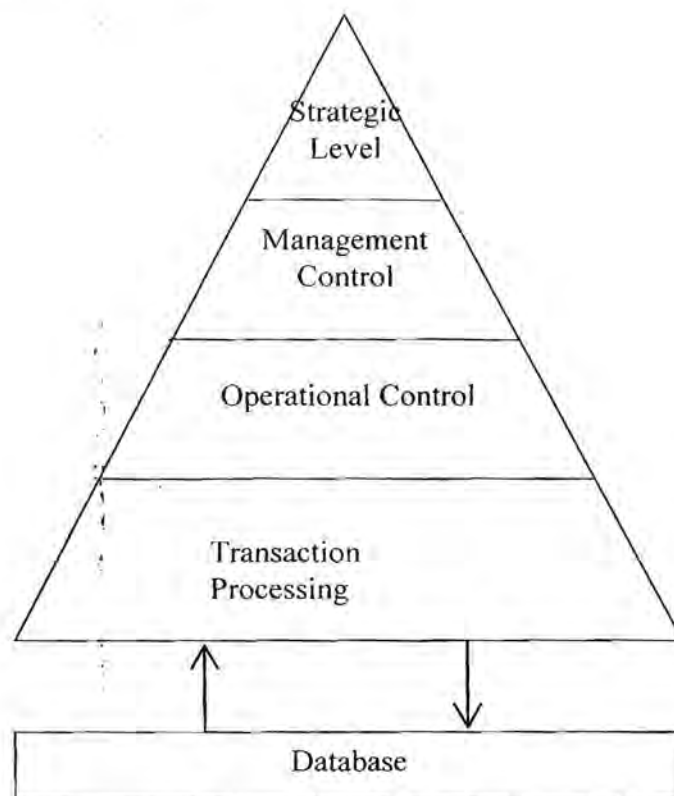 Strategic
Level
Management
Control
Operational Control
Transaction
Processing
Database